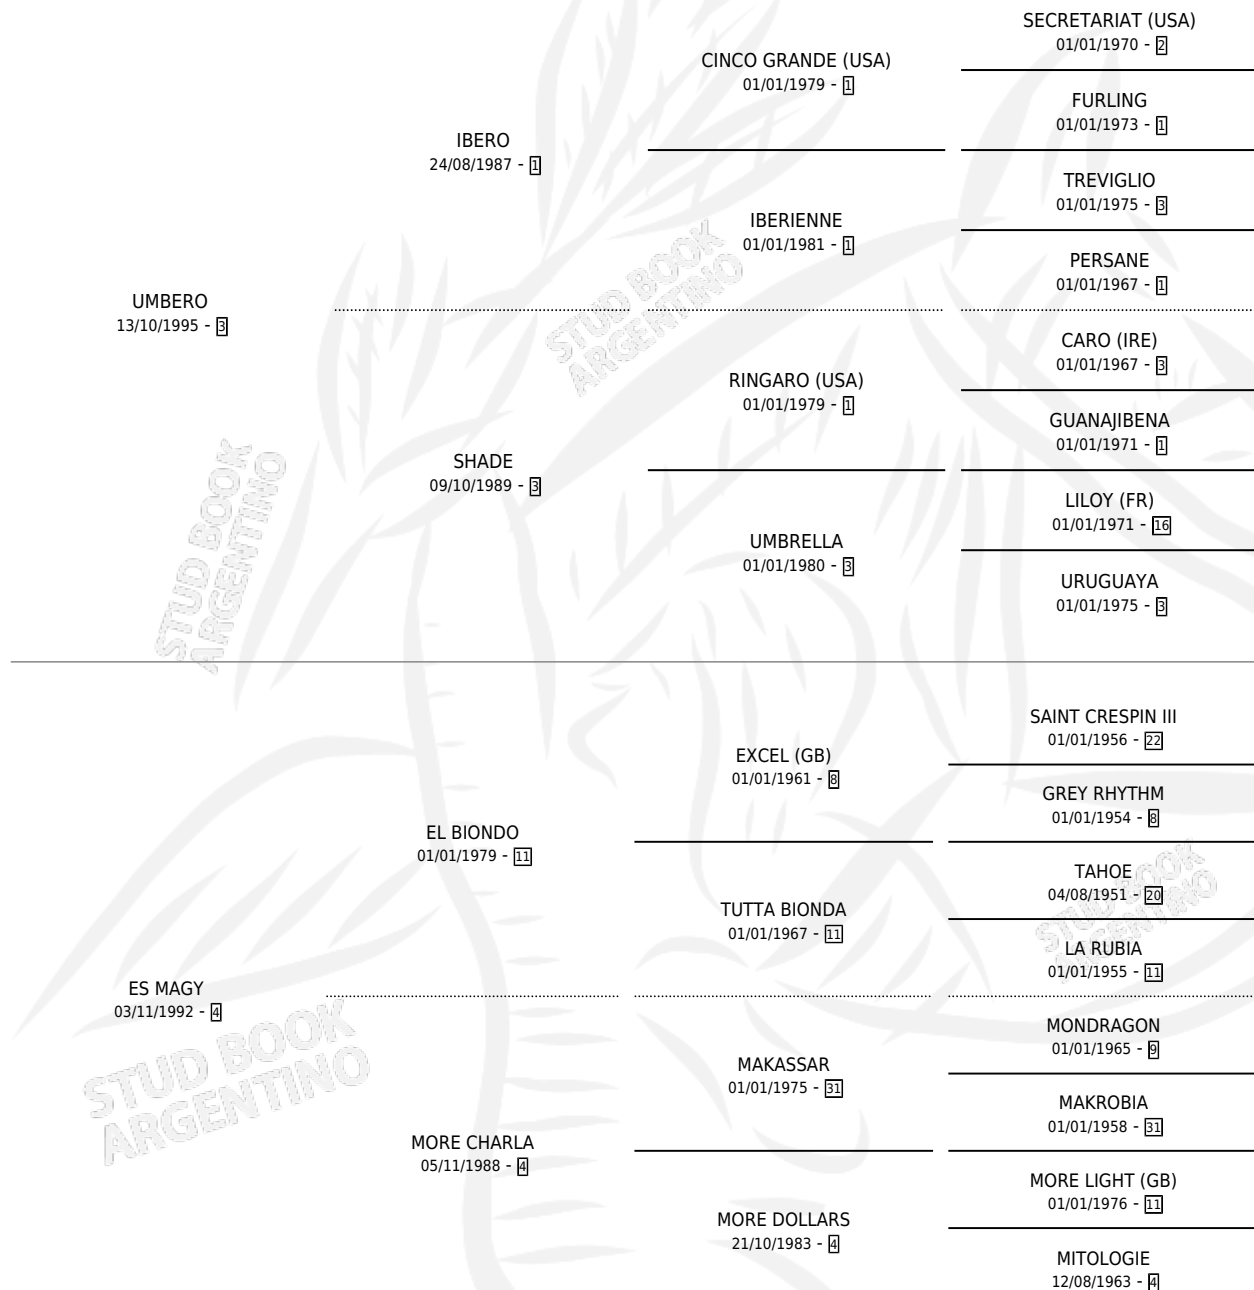 SECRETARIAT (USA)
01/01/1970 - 2
CINCO GRANDE (USA)
01/01/1979 - 1
FURLING
01/01/1973 - 1
IBERO
24/08/1987 - 1
TREVIGLIO
01/01/1975 - 3
IBERIENNE
01/01/1981 - 1
PERSANE
01/01/1967 - 1
UMBERO
13/10/1995 - 3
STUD BOOK
ARGENTINO
CARO (IRE)
01/01/1967 - 3
RINGARO (USA)
01/01/1979 - 1
GUANAJIBENA
01/01/1971 - 1
SHADE
09/10/1989 - 3
LILOY (FR)
01/01/1971 - 16
UMBRELLA
01/01/1980 - 3
URUGUAYA
01/01/1975 - 3
STUD BOOK
ARGENTINO
SAINT CRESPIN III
01/01/1956 - 22
EXCEL (GB)
01/01/1961 - 8
GREY RHYTHM
01/01/1954 - 8
EL BIONDO
01/01/1979 - 11
TAHOE
04/08/1951 - 20
TUTTA BIONDA
01/01/1967 - 11
STUD BOOK
ARGENTINO
LA RUBIA
01/01/1955 - 11
ES MAGY
03/11/1992 - 4
MONDRAGON
01/01/1965 - 9
MAKASSAR
01/01/1975 - 31
STUD BOOK
ARGENTINO
MAKROBIA
01/01/1958 - 31
MORE CHARLA
05/11/1988 - 4
MORE LIGHT (GB)
01/01/1976 - 11
MORE DOLLARS
21/10/1983 - 4
MITOLOGIE
12/08/1963 - 4